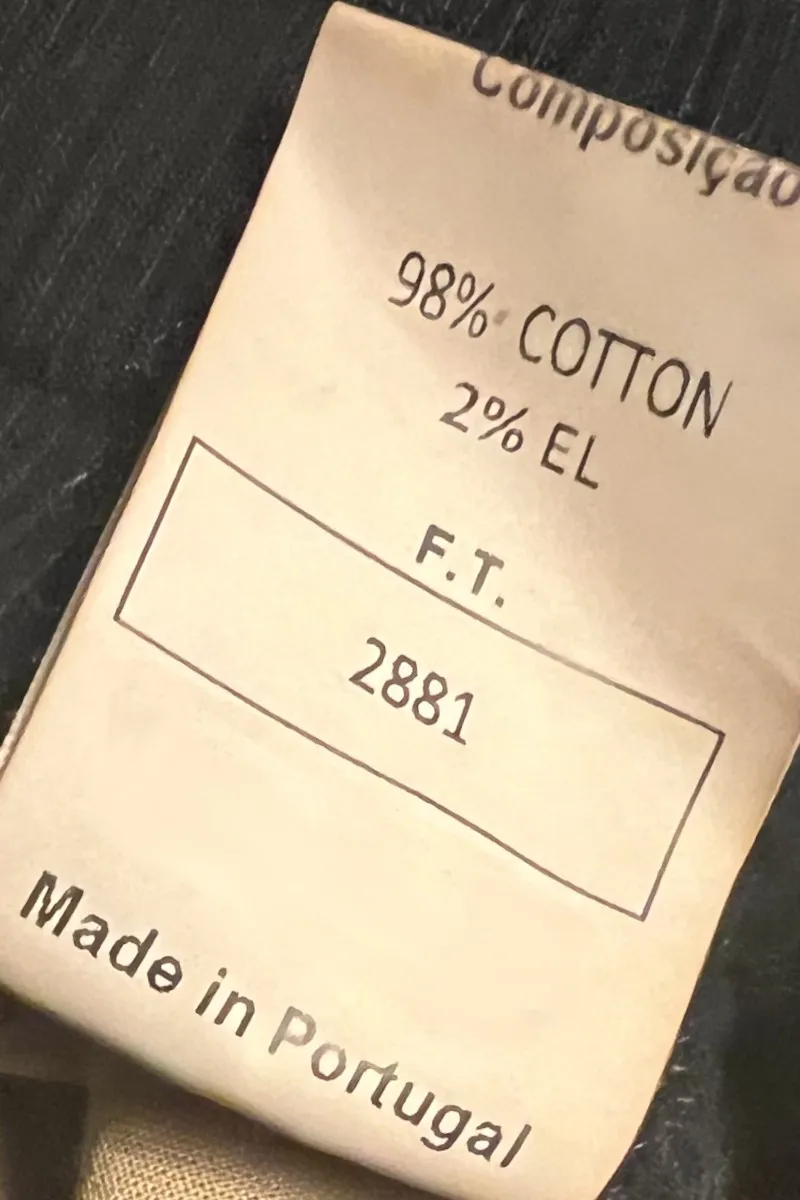 Composição
98% COTTON
2% EL
F.T.
2881
Made in Portugal